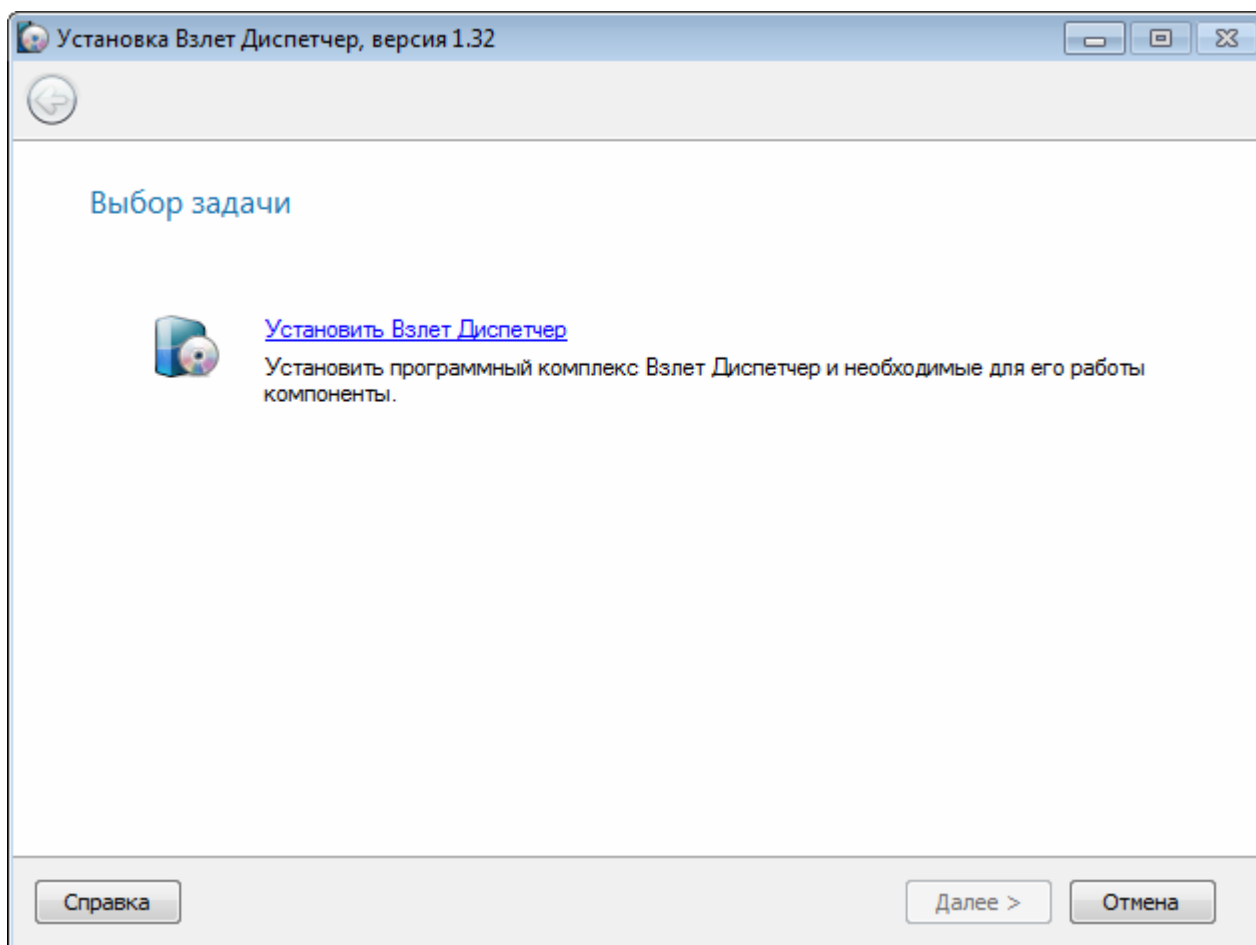 Установка Взлет Диспетчер, версия 1.32
Выбор задачи
Установить Взлет Диспетчер
Установить программный комплекс Взлет Диспетчер и необходимые для его работы
компоненты.
Справка
Далее >
Отмена